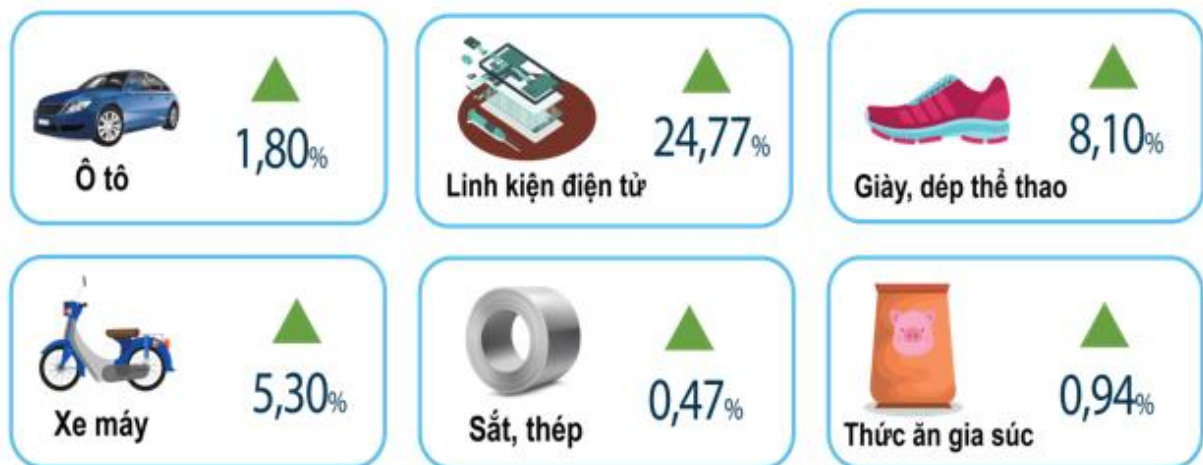 1,80%
Ô tô
24,77%
Linh kiện điện tử
8,10%
Giày, dép thể thao
5,30%
Xe máy
0,47%
Sắt, thép
0,94%
Thức ăn gia súc